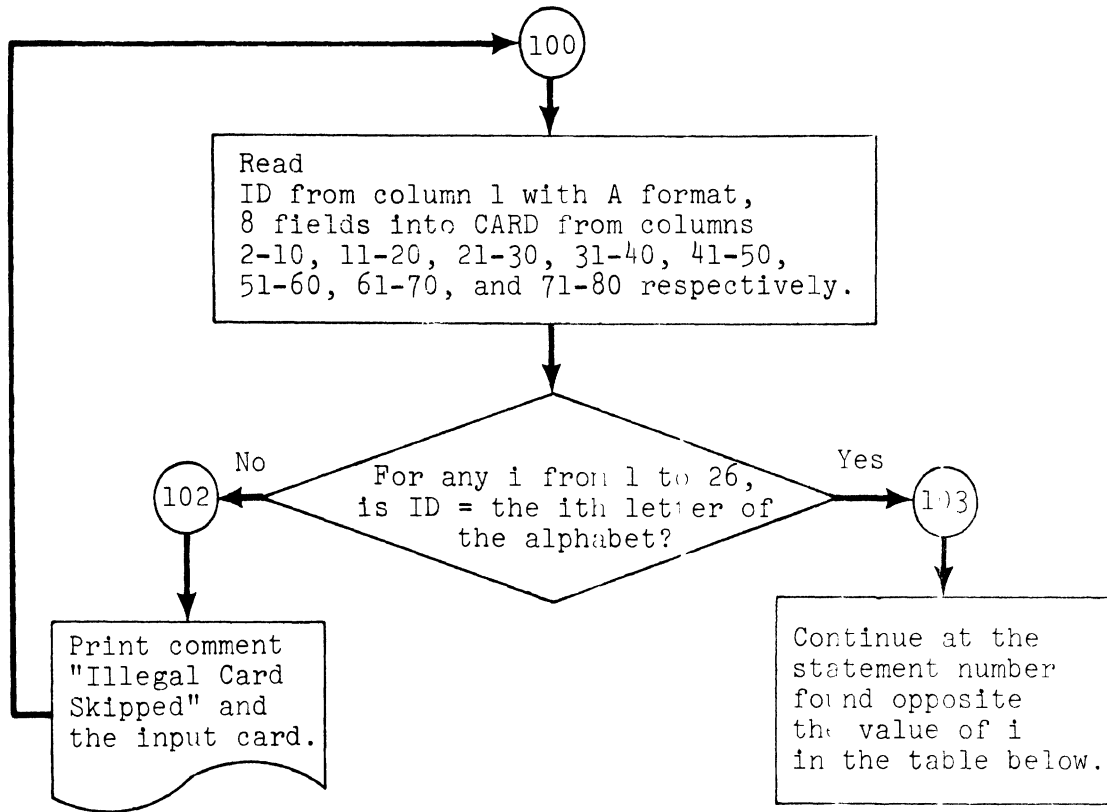 100
Read
ID from column 1 with A format,
8 fields into CARD from columns
2-10, 11-20, 21-30, 31-40, 41-50,
51-60, 61-70, and 71-80 respectively.
For any i from 1 to 26,
is ID = the ith letter of
the alphabet?
No
102
Yes
103
Print comment
"Illegal Card
Skipped" and
the input card.
Continue at the
statement number
found opposite
the value of i
in the table below.